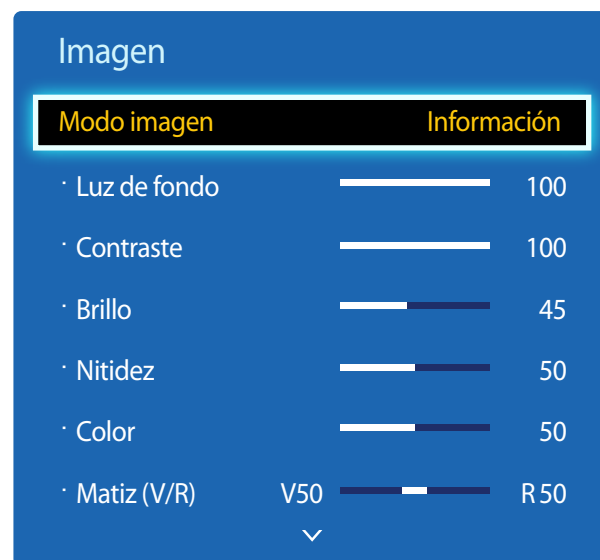 Imagen
Modo imagen Información
· Luz de fondo 100
· Contraste 100
· Brillo 45
· Nitidez 50
· Color 50
· Matiz (V/R) V50 R50